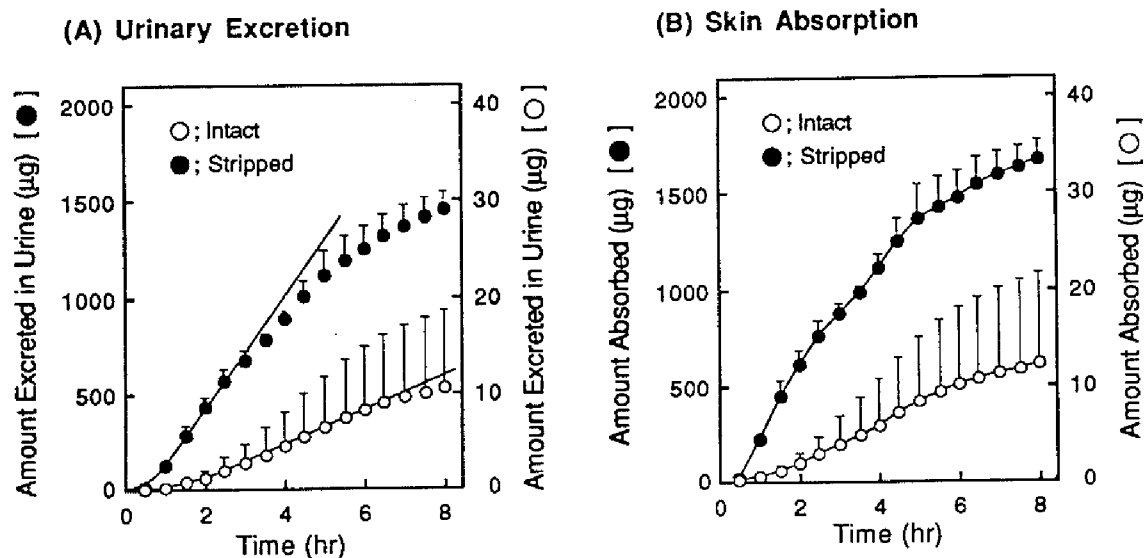 (A) Urinary Excretion
Amount Excreted in Urine (μg) [●]
2000
1500
1000
500
0
○; Intact
●; Stripped
40
30
20
10
0
Amount Excreted in Urine (μg) [○]
0 2 4 6 8
Time (hr)
(B) Skin Absorption
Amount Absorbed (μg) [●]
2000
1500
1000
500
0
○; Intact
●; Stripped
40
30
20
10
0
Amount Absorbed (μg) [○]
0 2 4 6 8
Time (hr)